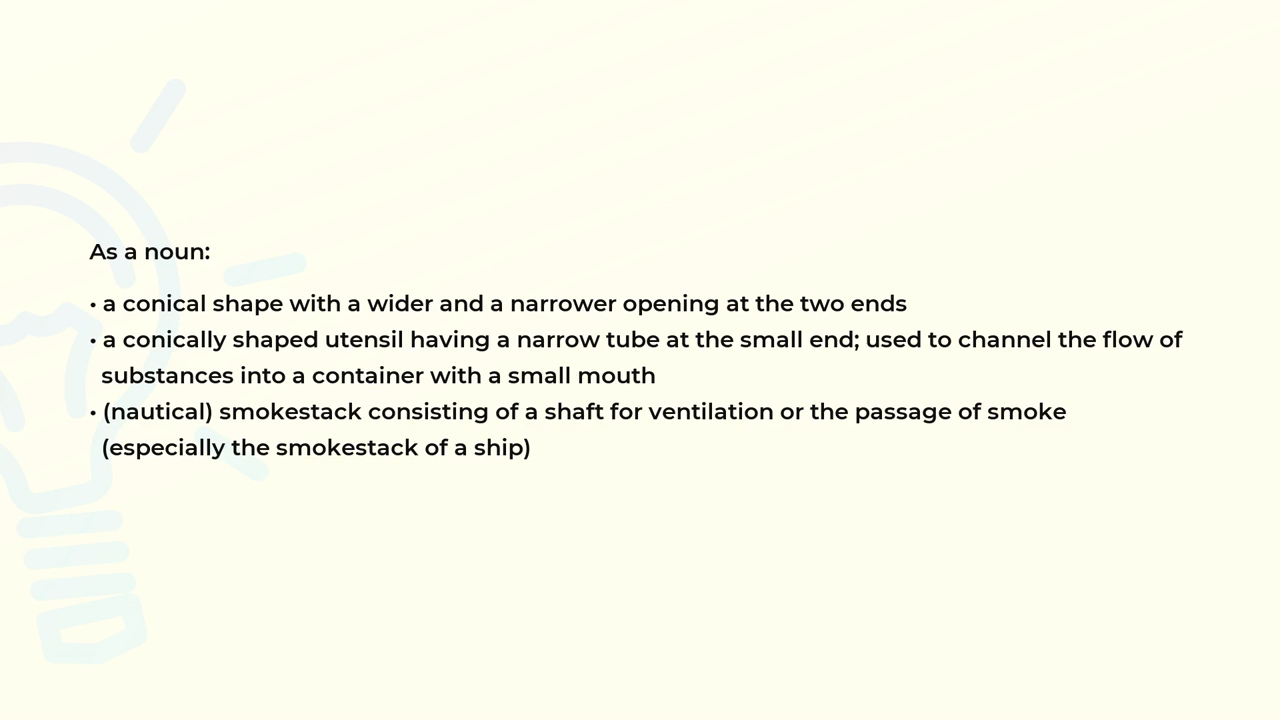 As a noun:
• a conical shape with a wider and a narrower opening at the two ends
• a conically shaped utensil having a narrow tube at the small end; used to channel the flow of
substances into a container with a small mouth
• (nautical) smokestack consisting of a shaft for ventilation or the passage of smoke
(especially the smokestack of a ship)